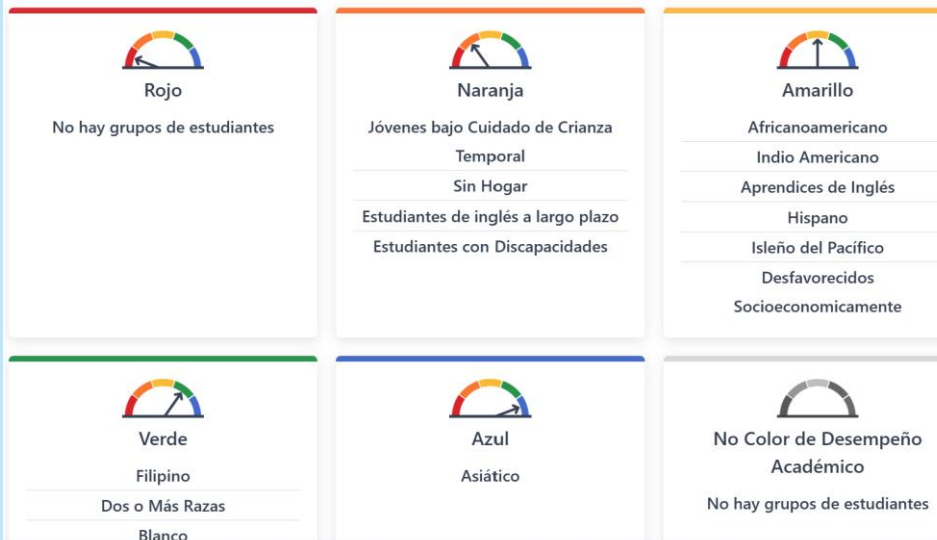 Rojo
No hay grupos de estudiantes
Naranja
Jóvenes bajo Cuidado de Crianza
Temporal
Sin Hogar
Estudiantes de inglés a largo plazo
Estudiantes con Discapacidades
Amarillo
Africanoamericano
Indio Americano
Aprendices de Inglés
Hispano
Isleño del Pacífico
Desfavorecidos
Socioeconomicamente
Verde
Filipino
Dos o Más Razas
Blanco
Azul
Asiático
No Color de Desempeño
Académico
No hay grupos de estudiantes